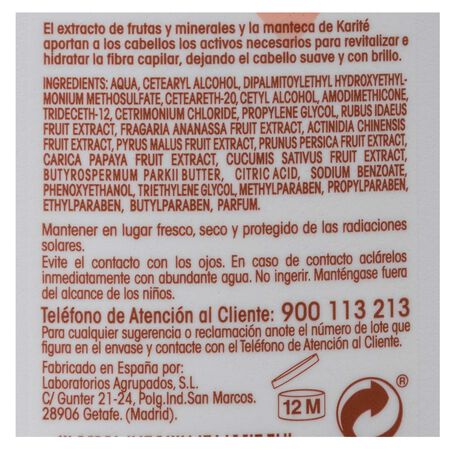 El extracto de frutas y minerales y la manteca de Karité
aportan a los cabellos los activos necesarios para revitalizar e
hidratar la fibra capilar, dejando el cabello suave y con brillo.
INGREDIENTS: AQUA, CETEARYL ALCOHOL, DIPALMITOYLETHYL HYDROXYETHYL-
MONIUM METHOSULFATE, CETEARETH-20, CETYL ALCOHOL, AMODIMETHICONE,
TRIDECETH-12, CETRIMONIUM CHLORIDE, PROPYLENE GLYCOL, RUBUS IDAEUS
FRUIT EXTRACT, FRAGARIA ANANASSA FRUIT EXTRACT, ACTINIDIA CHINENSIS
FRUIT EXTRACT, PYRUS MALUS FRUIT EXTRACT, PRUNUS PERSICA FRUIT EXTRACT,
CARICA PAPAYA FRUIT EXTRACT, CUCUMIS SATIVUS FRUIT EXTRACT,
BUTYROSPERMUM PARKII BUTTER, CITRIC ACID, SODIUM BENZOATE,
PHENOXYETHANOL, TRIETHYLENE GLYCOL, METHYLPARABEN, PROPYLPARABEN,
ETHYLPARABEN, BUTYLPARABEN, PARFUM.
Mantener en lugar fresco, seco y protegido de las radiaciones
solares.
Evite el contacto con los ojos. En caso de contacto aclárelos
inmediatamente con abundante agua. No ingerir. Manténgase fuera
del alcance de los niños.
Teléfono de Atención al Cliente: 900 113 213
Para cualquier sugerencia o reclamación anote el número de lote que
figura en el envase y contacte con el Teléfono de Atención al Cliente.
Fabricado en España por:
Laboratorios Agrupados, S.L.
C/ Gunter 21-24, Polg.Ind.San Marcos.
28906 Getafe. (Madrid).
12 M
®